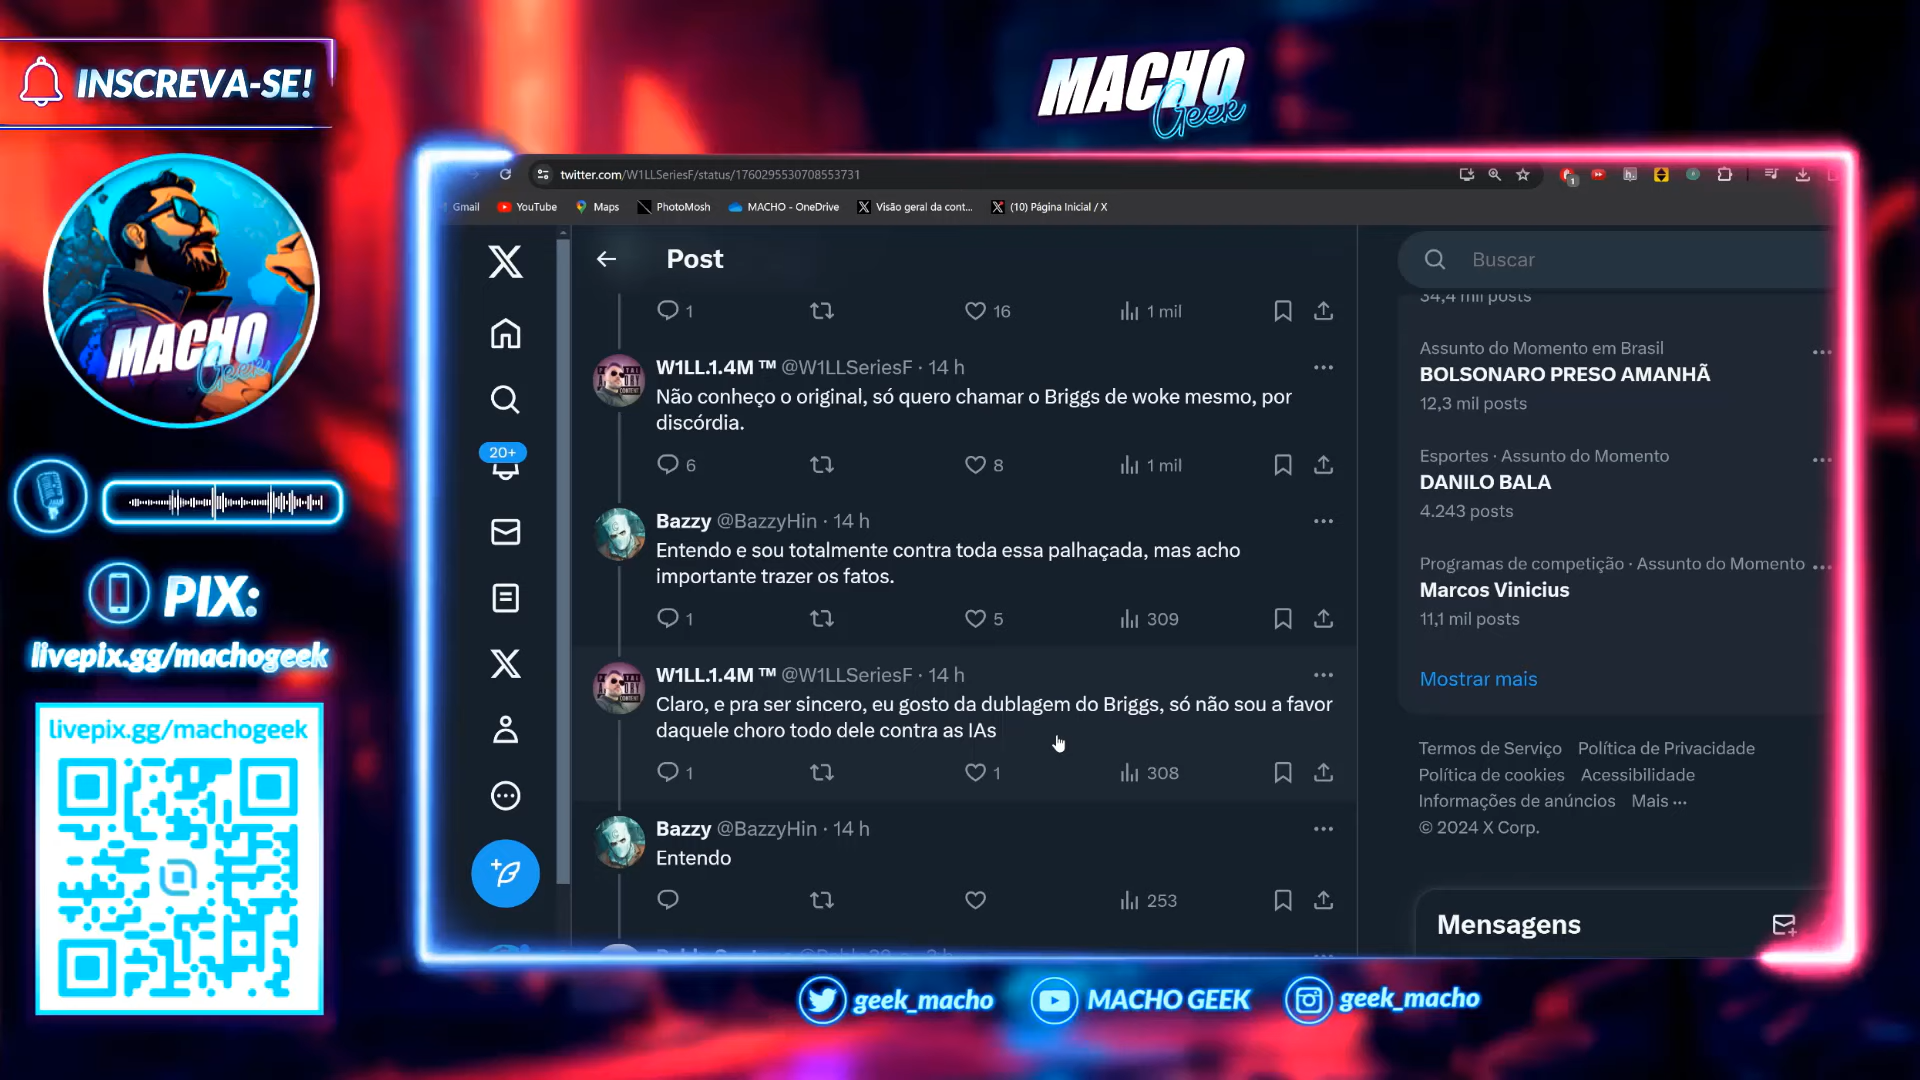 INSCREVA-SE!
MACHO
Geek
MACHO
Geek
PIX:
livepix.gg/machogeek
livepix.gg/machogeek
twitter.com/W1LLSeriesF/status/1760295530708553731
1
h.
Gmail
YouTube
Maps
PhotoMosh
MACHO - OneDrive
Visão geral da cont...
(10) Página Inicial / X
20+
Post
1
16
1 mil
W1LL.1.4M ™ @W1LLSeriesF · 14 h
Não conheço o original, só quero chamar o Briggs de woke mesmo, por
discórdia.
6
8
1 mil
Bazzy @BazzyHin · 14 h
Entendo e sou totalmente contra toda essa palhaçada, mas acho
importante trazer os fatos.
1
5
309
W1LL.1.4M ™ @W1LLSeriesF · 14 h
Claro, e pra ser sincero, eu gosto da dublagem do Briggs, só não sou a favor
daquele choro todo dele contra as IAs
1
1
308
Bazzy @BazzyHin · 14 h
Entendo
253
Buscar
34,4 mil posts
Assunto do Momento em Brasil
BOLSONARO PRESO AMANHÃ
12,3 mil posts
Esportes · Assunto do Momento
DANILO BALA
4.243 posts
Programas de competição · Assunto do Momento
Marcos Vinicius
11,1 mil posts
Mostrar mais
Termos de Serviço Política de Privacidade
Política de cookies Acessibilidade
Informações de anúncios Mais ···
© 2024 X Corp.
Mensagens
geek_macho
MACHO GEEK
geek_macho